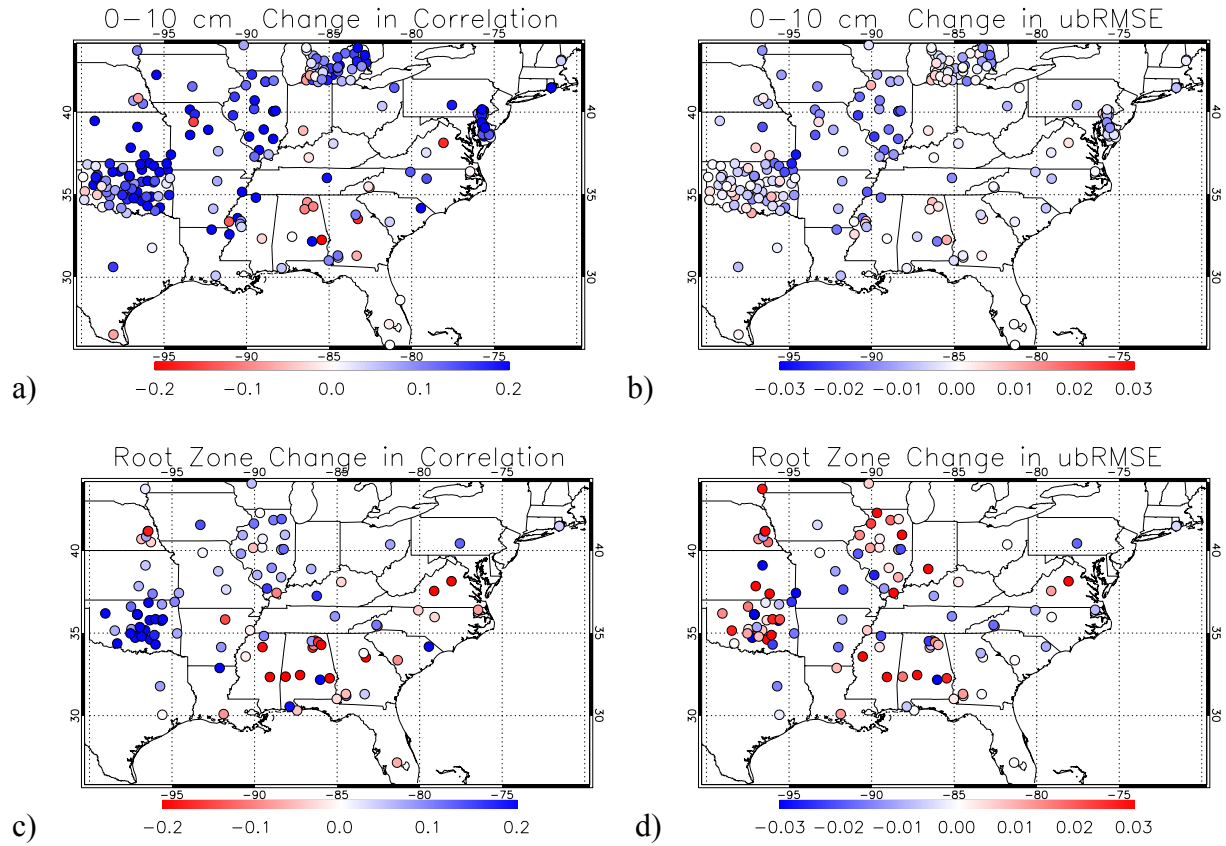 0-10 cm Change in Correlation
-95 -90 -85 -80 -75
40 40
35 35
30 30
-95 -90 -85 -80 -75
-0.2 -0.1 0.0 0.1 0.2
a)
0-10 cm Change in ubRMSE
-95 -90 -85 -80 -75
40 40
35 35
30 30
-95 -90 -85 -80 -75
-0.03 -0.02 -0.01 0.00 0.01 0.02 0.03
b)
Root Zone Change in Correlation
-95 -90 -85 -80 -75
40 40
35 35
30 30
-95 -90 -85 -80 -75
-0.2 -0.1 0.0 0.1 0.2
c)
Root Zone Change in ubRMSE
-95 -90 -85 -80 -75
40 40
35 35
30 30
-95 -90 -85 -80 -75
-0.03 -0.02 -0.01 0.00 0.01 0.02 0.03
d)